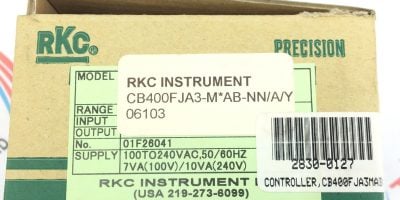 RKC
PRECISION
MODEL
RKC INSTRUMENT
CB400FJA3-M*AB-NN/A/Y
06103
RANGE
INPUT
OUTPUT
No. 01F26041
SUPPLY 100TO240VAC,50/60HZ
7VA(100V)/10VA(240V)
2830-0127
CONTROLLER,CB400FJA3MAB
RKC INSTRUMENT
(USA 219-273-6099)